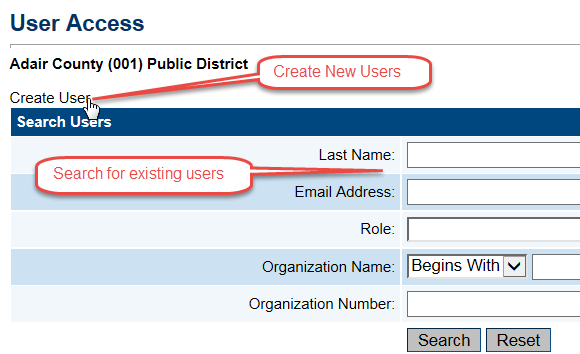 User Access
Adair County (001) Public District
Create New Users
Create User
Search Users
Last Name:
Search for existing users
Email Address:
Role:
Organization Name: Begins With
Organization Number:
Search Reset